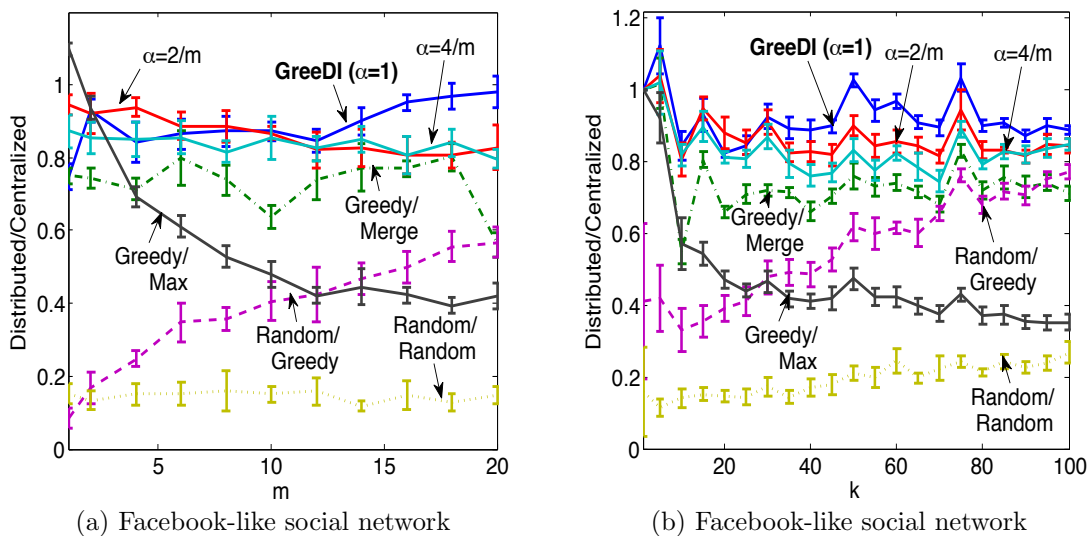 1
0.8
0.6
0.4
0.2
0
Distributed/Centralized
α=2/m
GreeDI (α=1)
α=4/m
Greedy/
Merge
Greedy/
Max
Random/
Greedy
Random/
Random
5
10
15
20
m
(a) Facebook-like social network
1.2
1
0.8
0.6
0.4
0.2
0
Distributed/Centralized
GreeDI (α=1)
α=2/m
α=4/m
Greedy/
Merge
Random/
Greedy
Greedy/
Max
Random/
Random
20
40
60
80
100
k
(b) Facebook-like social network